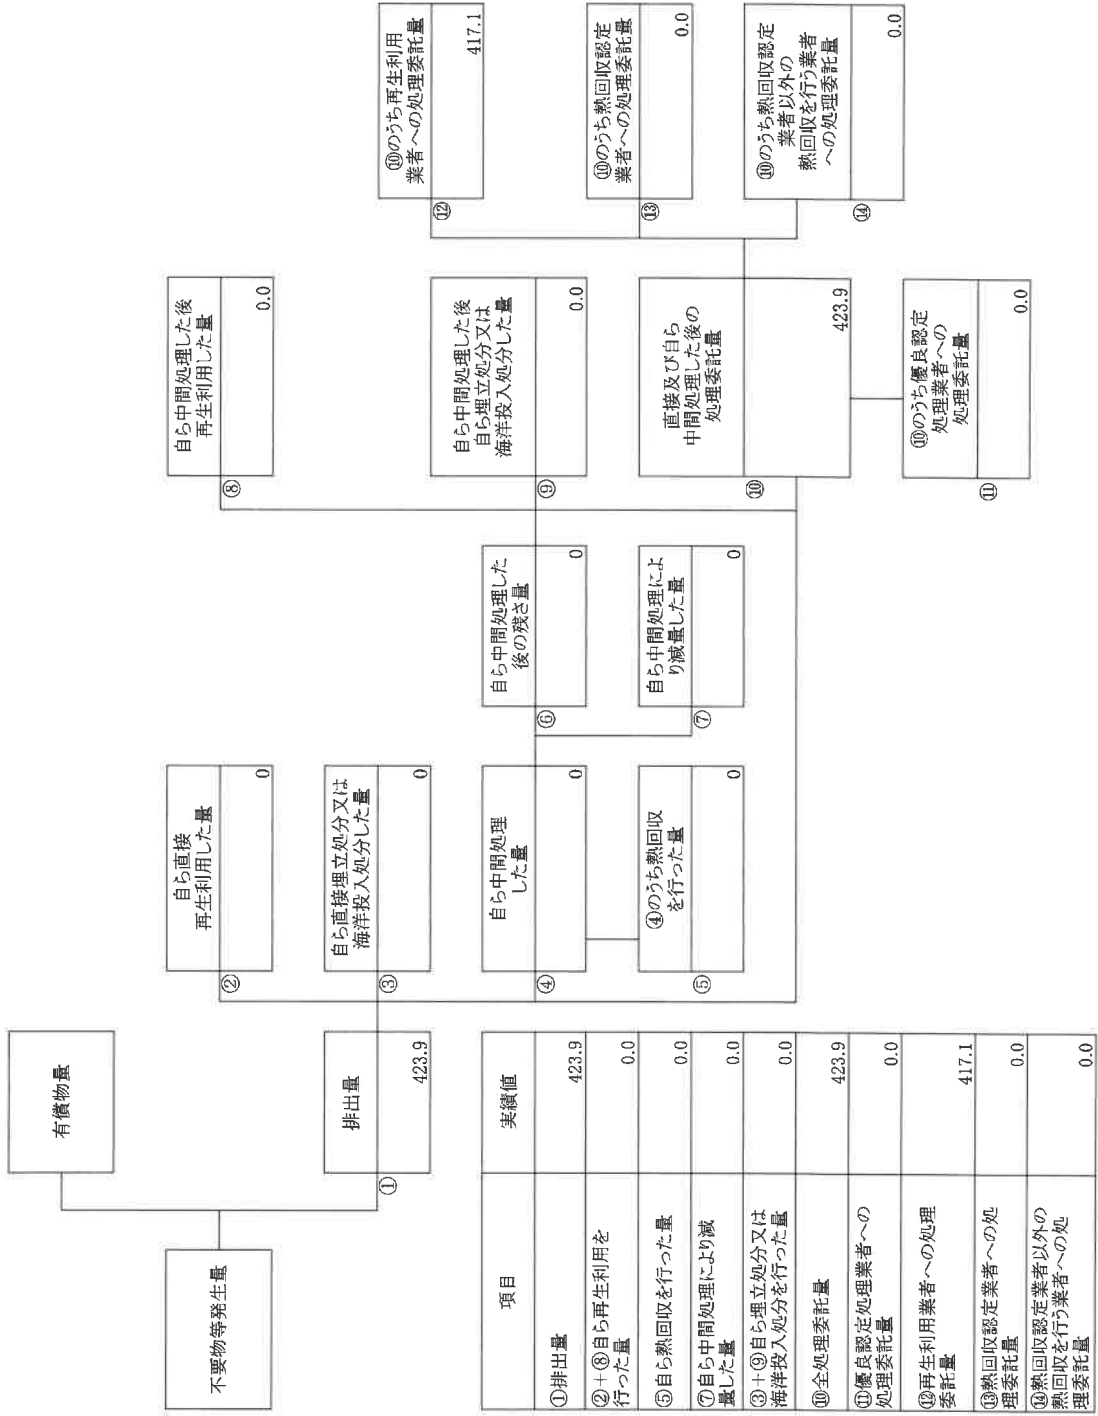 有償物量
不要物等発生量
排出量
①
423.9
自ら直接
再生利用した量
②
0
自ら直接埋立処分又は
海洋投入処分した量
③
0
自ら中間処理
した量
④
0
④のうち熱回収
を行った量
⑤
0
自ら中間処理した
後の残さ量
⑥
0
自ら中間処理によ
り減量した量
⑦
0
自ら中間処理した後
再生利用した量
⑧
0.0
自ら中間処理した後
自ら埋立処分又は
海洋投入処分した量
⑨
0.0
直接及び自ら
中間処理した後の
処理委託量
⑩
423.9
⑩のうち優良認定
処理業者への
処理委託量
⑪
0.0
⑩のうち再生利用
業者への処理委託量
⑫
417.1
⑩のうち熱回収認定
業者への処理委託量
⑬
0.0
⑩のうち熱回収認定
業者以外の
熱回収を行う業者
への処理委託量
⑭
0.0
項目 実績値
①排出量 423.9
②+⑧自ら再生利用を
行った量 0.0
⑤自ら熱回収を行った量 0.0
⑦自ら中間処理により減
量した量 0.0
③+⑨自ら埋立処分又は
海洋投入処分を行った量 0.0
⑩全処理委託量 423.9
⑪優良認定処理業者への
処理委託量 0.0
⑫再生利用業者への処理
委託量 417.1
⑬熱回収認定業者への処
理委託量 0.0
⑭熱回収認定業者以外の
熱回収を行う業者への処
理委託量 0.0